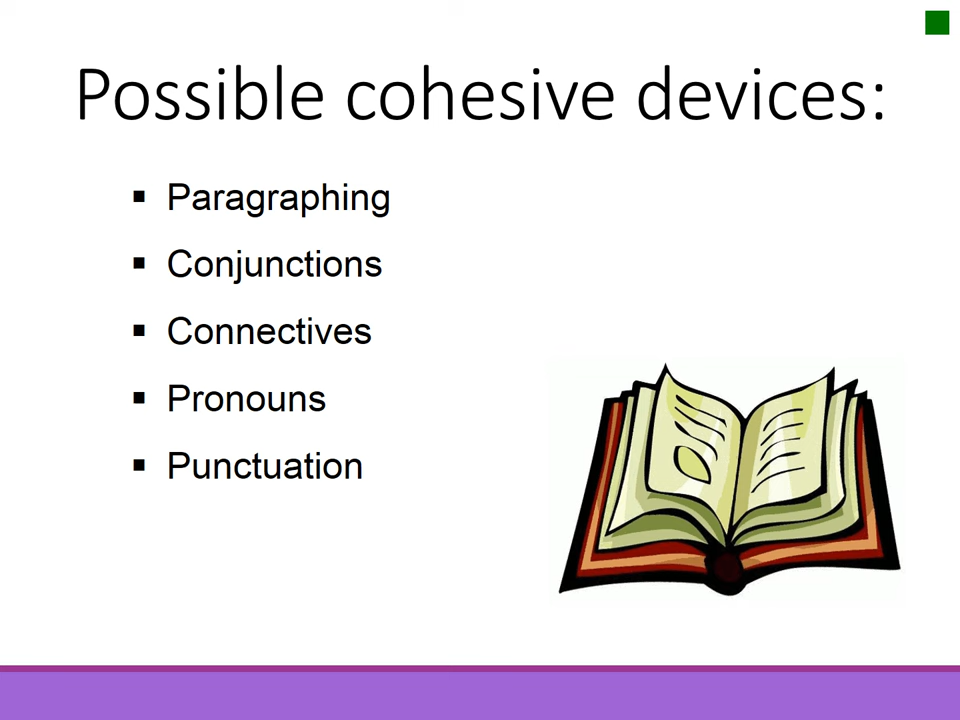 Possible cohesive devices:
▪ Paragraphing
▪ Conjunctions
▪ Connectives
▪ Pronouns
▪ Punctuation